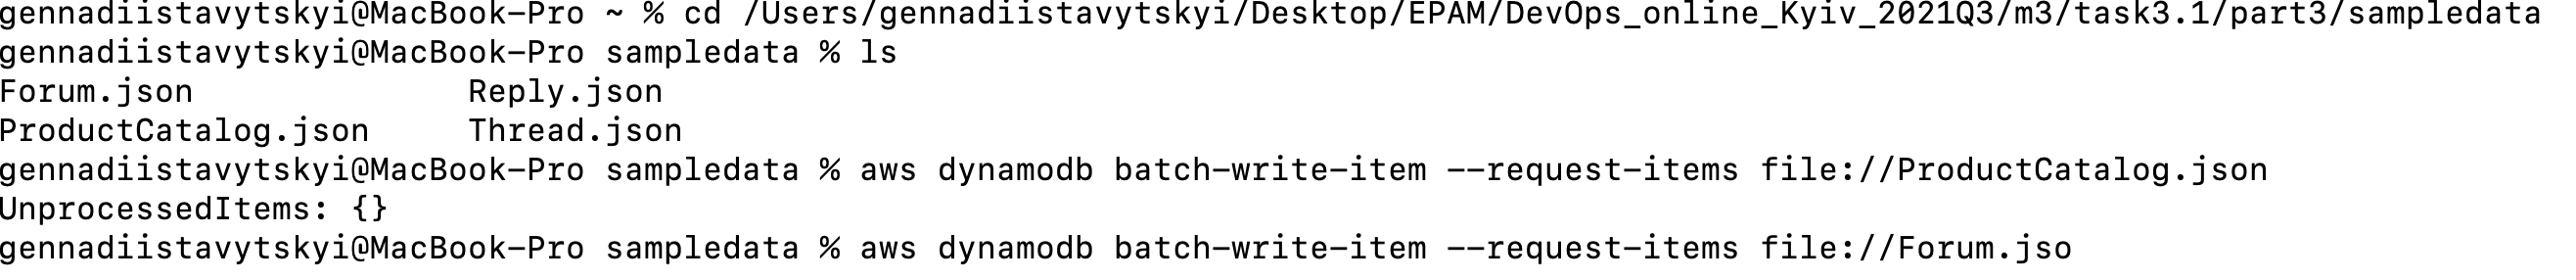 gennadiistavytskyi@MacBook-Pro ~ % cd /Users/gennadiistavytskyi/Desktop/EPAM/DevOps_online_Kyiv_2021Q3/m3/task3.1/part3/sampledata
gennadiistavytskyi@MacBook-Pro sampledata % ls
Forum.json Reply.json
ProductCatalog.json Thread.json
gennadiistavytskyi@MacBook-Pro sampledata % aws dynamodb batch-write-item --request-items file://ProductCatalog.json
UnprocessedItems: {}
gennadiistavytskyi@MacBook-Pro sampledata % aws dynamodb batch-write-item --request-items file://Forum.jso